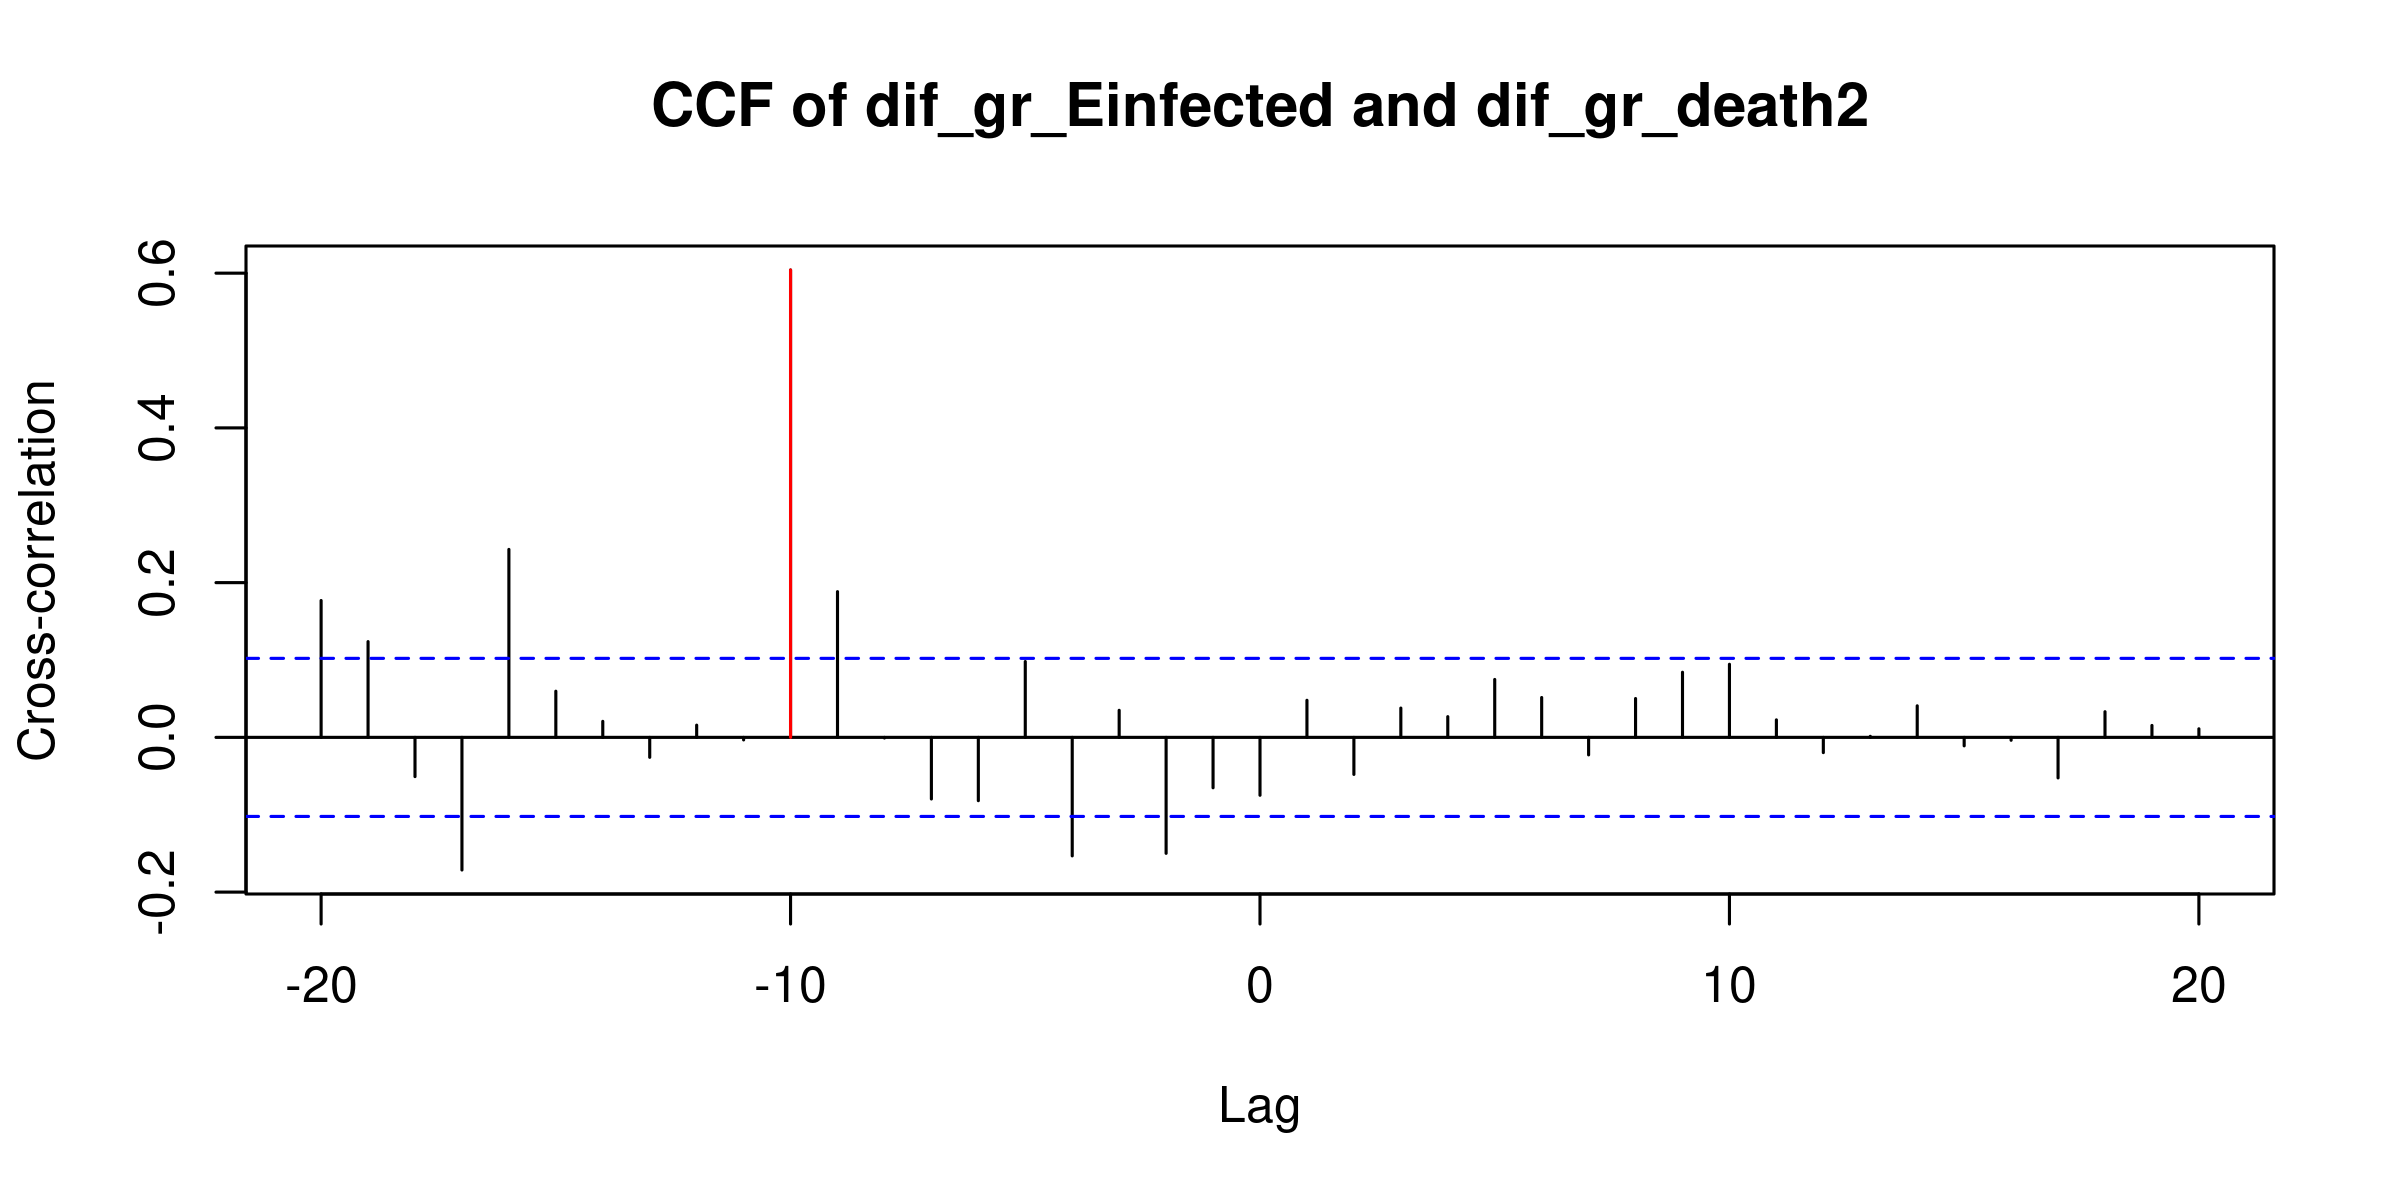 CCF of dif_gr_Einfected and dif_gr_death2
Cross-correlation
0.6
0.4
0.2
0.0
-0.2
-20 -10 0 10 20
Lag